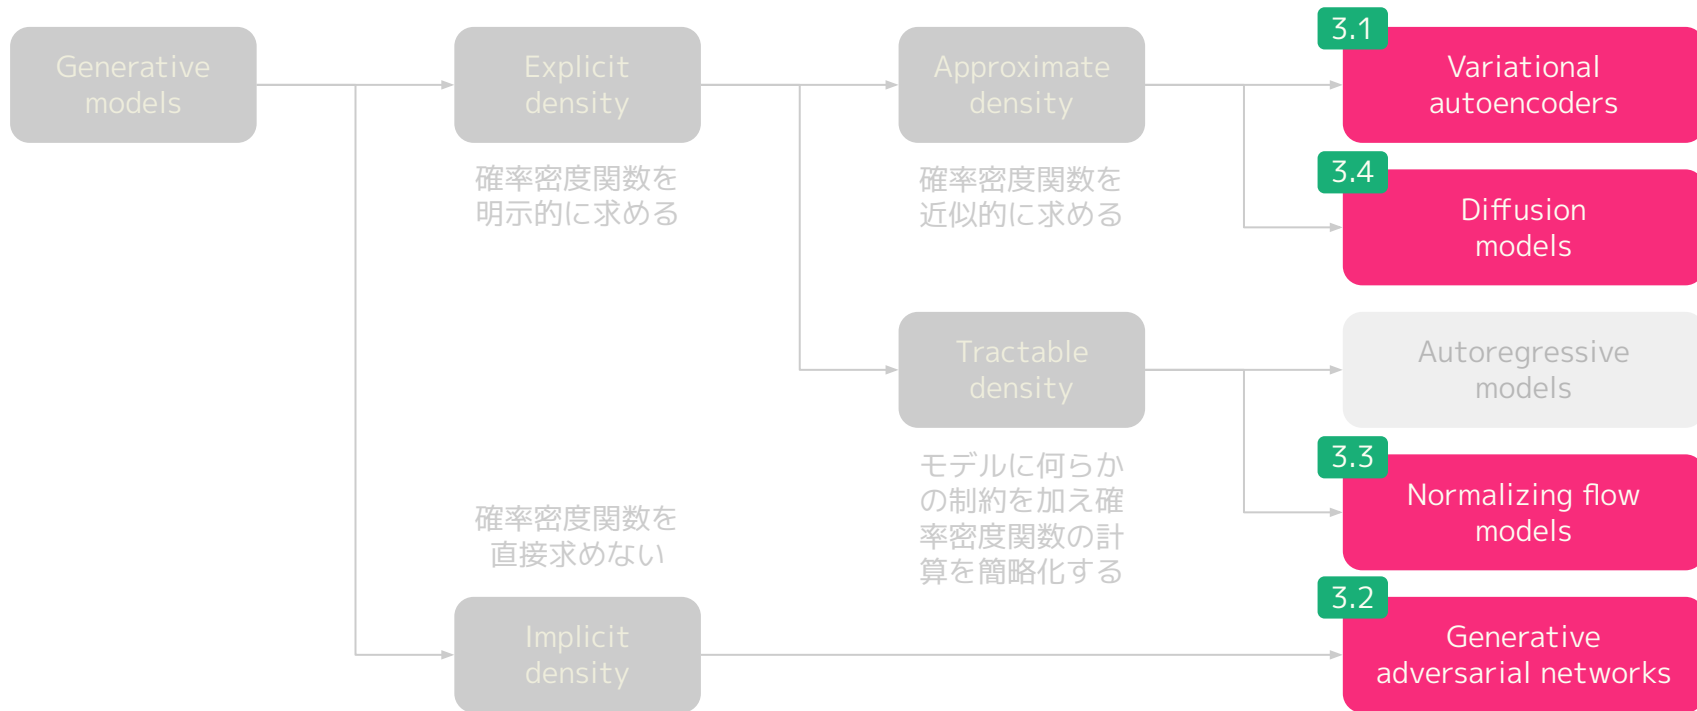 Generative
models
Explicit
density
確率密度関数を
明示的に求める
Approximate
density
確率密度関数を
近似的に求める
3.1
Variational
autoencoders
3.4
Diffusion
models
Tractable
density
モデルに何らか
の制約を加え確
率密度関数の計
算を簡略化する
Autoregressive
models
3.3
Normalizing flow
models
確率密度関数を
直接求めない
Implicit
density
3.2
Generative
adversarial networks